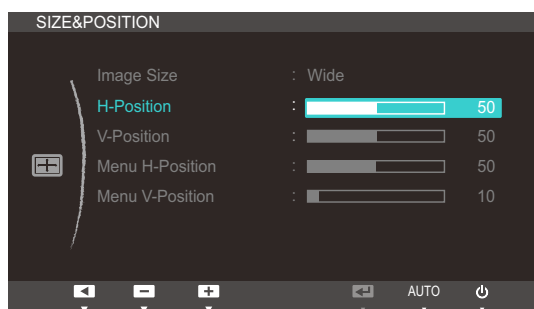 SIZE&POSITION
Image Size : Wide
H-Position : 50
V-Position : 50
Menu H-Position : 50
Menu V-Position : 10
AUTO